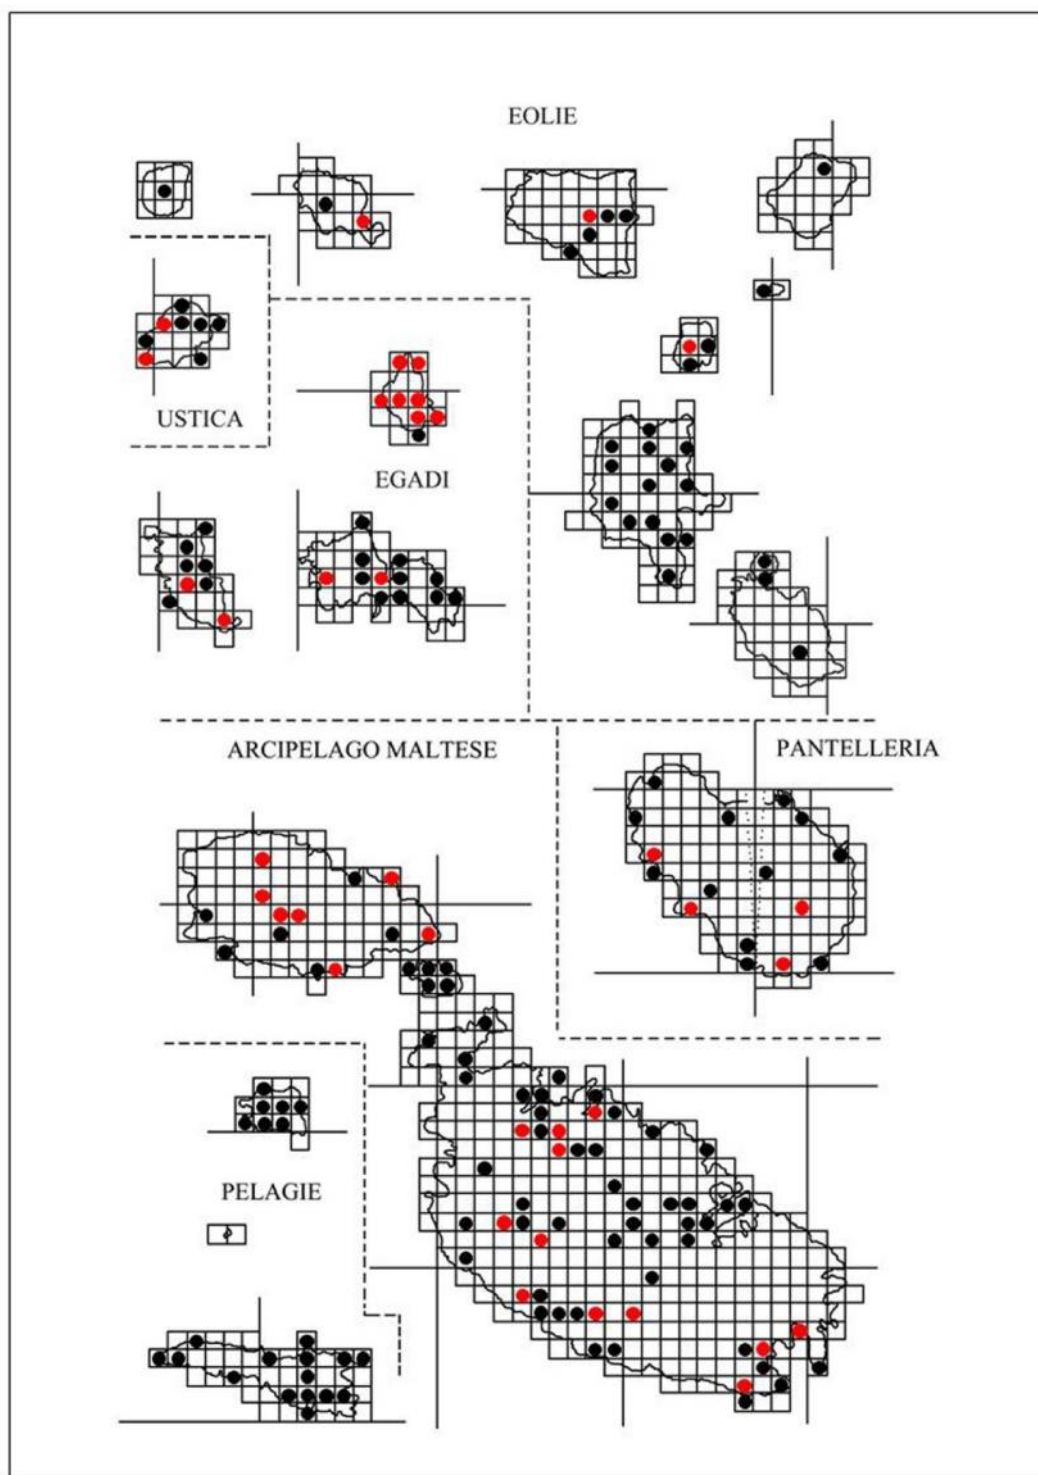 EOLIE
USTICA
EGADI
ARCIPELAGO MALTESE
PANTELLERIA
PELAGIE